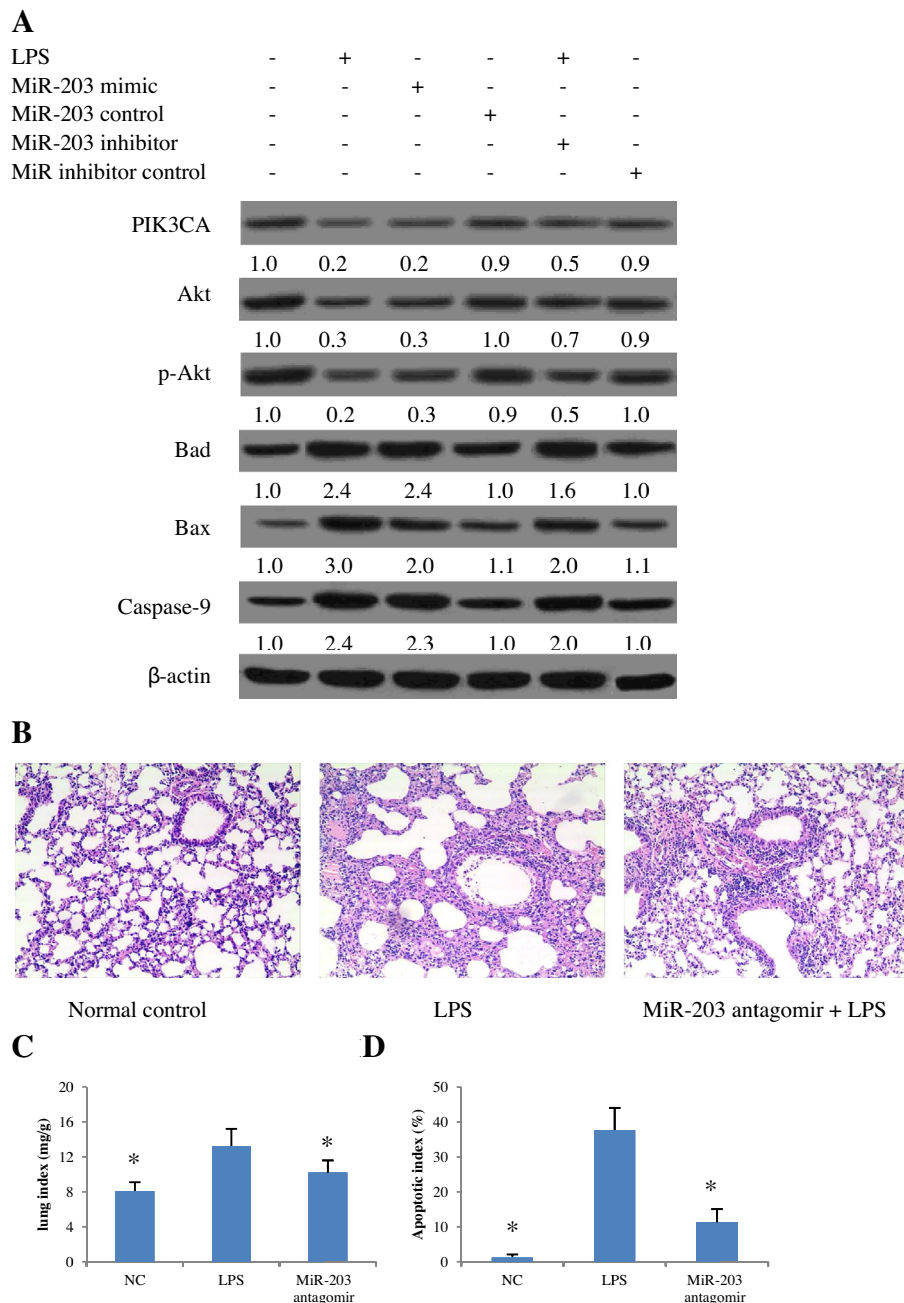 A
LPS - + - - + -
MiR-203 mimic - - + - - -
MiR-203 control - - - + - -
MiR-203 inhibitor - - - - + -
MiR inhibitor control - - - - - +
PIK3CA
1.0 0.2 0.2 0.9 0.5 0.9
Akt
1.0 0.3 0.3 1.0 0.7 0.9
p-Akt
1.0 0.2 0.3 0.9 0.5 1.0
Bad
1.0 2.4 2.4 1.0 1.6 1.0
Bax
1.0 3.0 2.0 1.1 2.0 1.1
Caspase-9
1.0 2.4 2.3 1.0 2.0 1.0
β-actin
B
Normal control LPS MiR-203 antagomir + LPS
C
lung index (mg/g)
20
16
12
8
4
0
* *
NC LPS MiR-203
antagomir
D
Apoptotic index (%)
50
40
30
20
10
0
* *
NC LPS MiR-203
antagomir